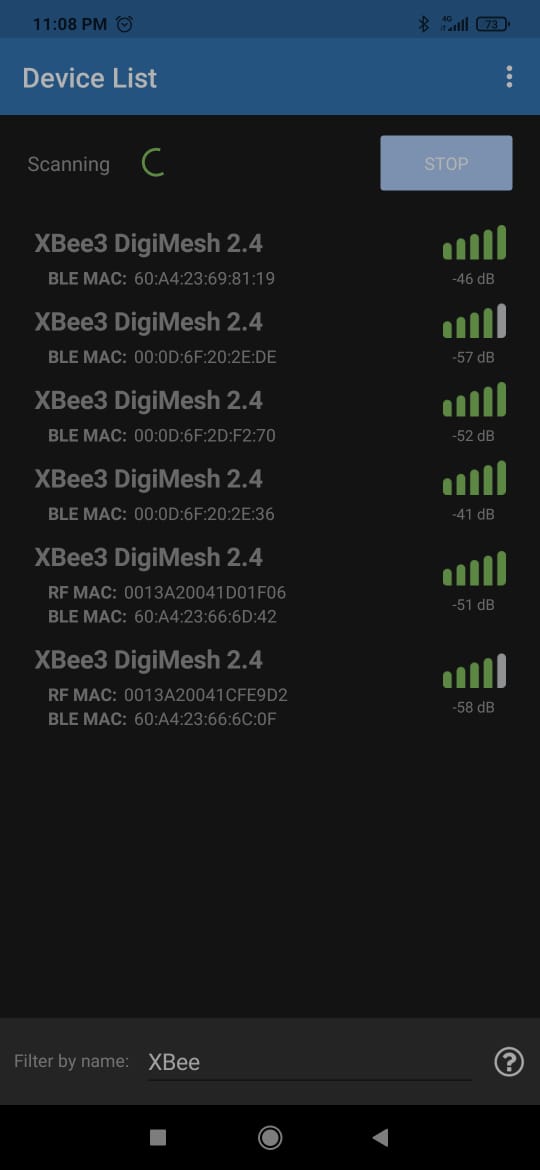 11:08 PM
4G
73
Device List
Scanning
STOP
XBee3 DigiMesh 2.4
BLE MAC: 60:A4:23:69:81:19
-46 dB
XBee3 DigiMesh 2.4
BLE MAC: 00:0D:6F:20:2E:DE
-57 dB
XBee3 DigiMesh 2.4
BLE MAC: 00:0D:6F:2D:F2:70
-52 dB
XBee3 DigiMesh 2.4
BLE MAC: 00:0D:6F:20:2E:36
-41 dB
XBee3 DigiMesh 2.4
RF MAC: 0013A20041D01F06
BLE MAC: 60:A4:23:66:6D:42
-51 dB
XBee3 DigiMesh 2.4
RF MAC: 0013A20041CFE9D2
BLE MAC: 60:A4:23:66:6C:0F
-58 dB
Filter by name: XBee
?